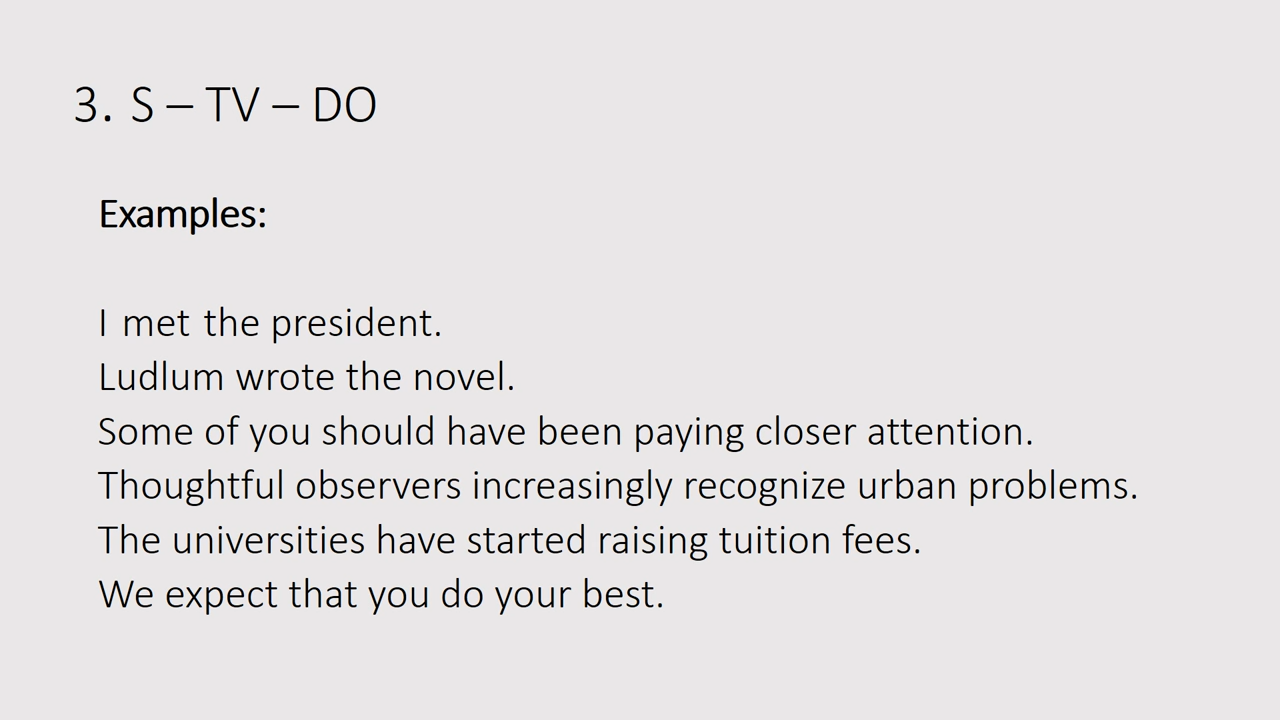 3. S – TV – DO
Examples:
I met the president.
Ludlum wrote the novel.
Some of you should have been paying closer attention.
Thoughtful observers increasingly recognize urban problems.
The universities have started raising tuition fees.
We expect that you do your best.